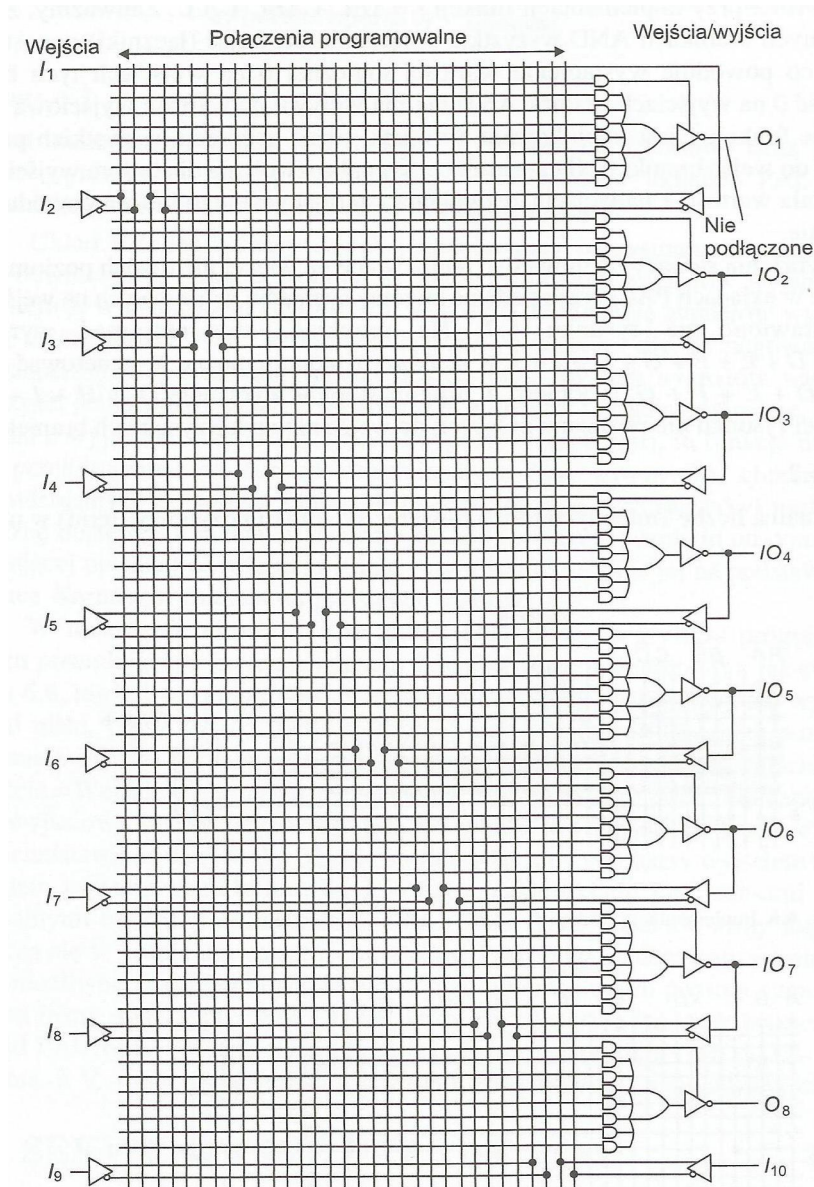 Wejścia
Połączenia programowalne
Wejścia/wyjścia
I1
O1
I2
Nie
podłączone
IO2
I3
IO3
I4
IO4
I5
IO5
I6
IO6
I7
IO7
I8
O8
I9
I10